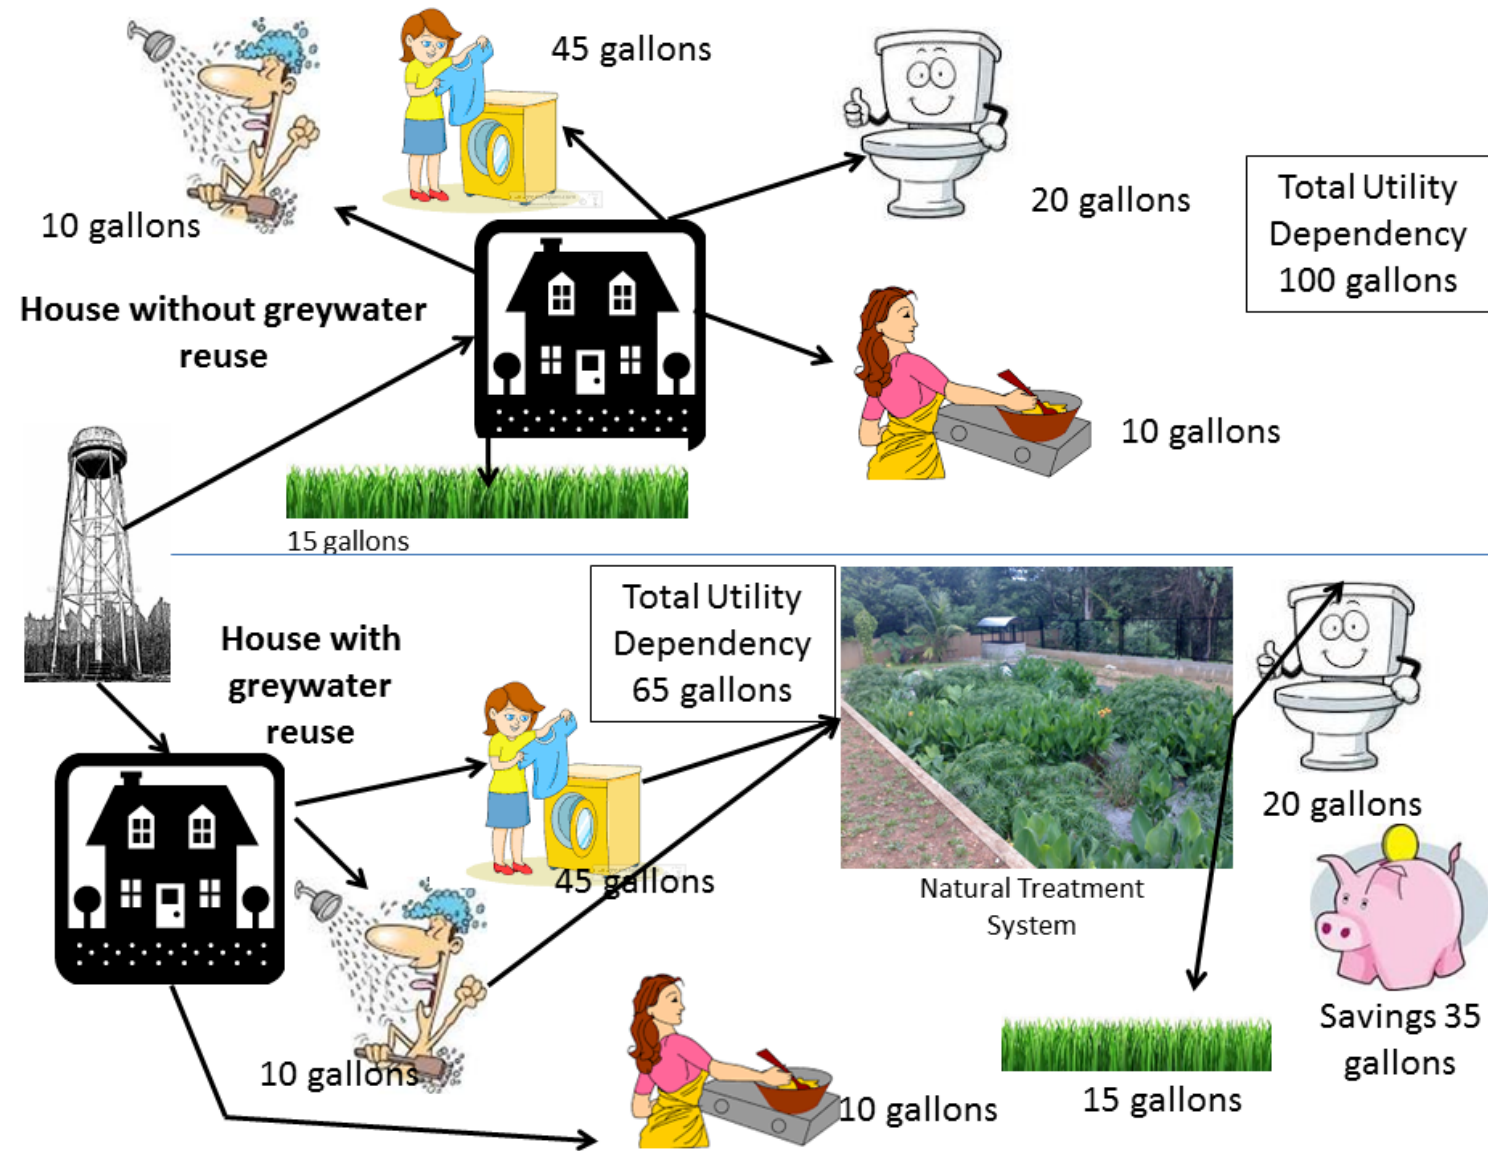 45 gallons
10 gallons
20 gallons
Total Utility
Dependency
100 gallons
House without greywater
reuse
10 gallons
15 gallons
Total Utility
Dependency
65 gallons
House with
greywater
reuse
20 gallons
45 gallons
Natural Treatment
System
Savings 35
gallons
10 gallons
10 gallons
15 gallons